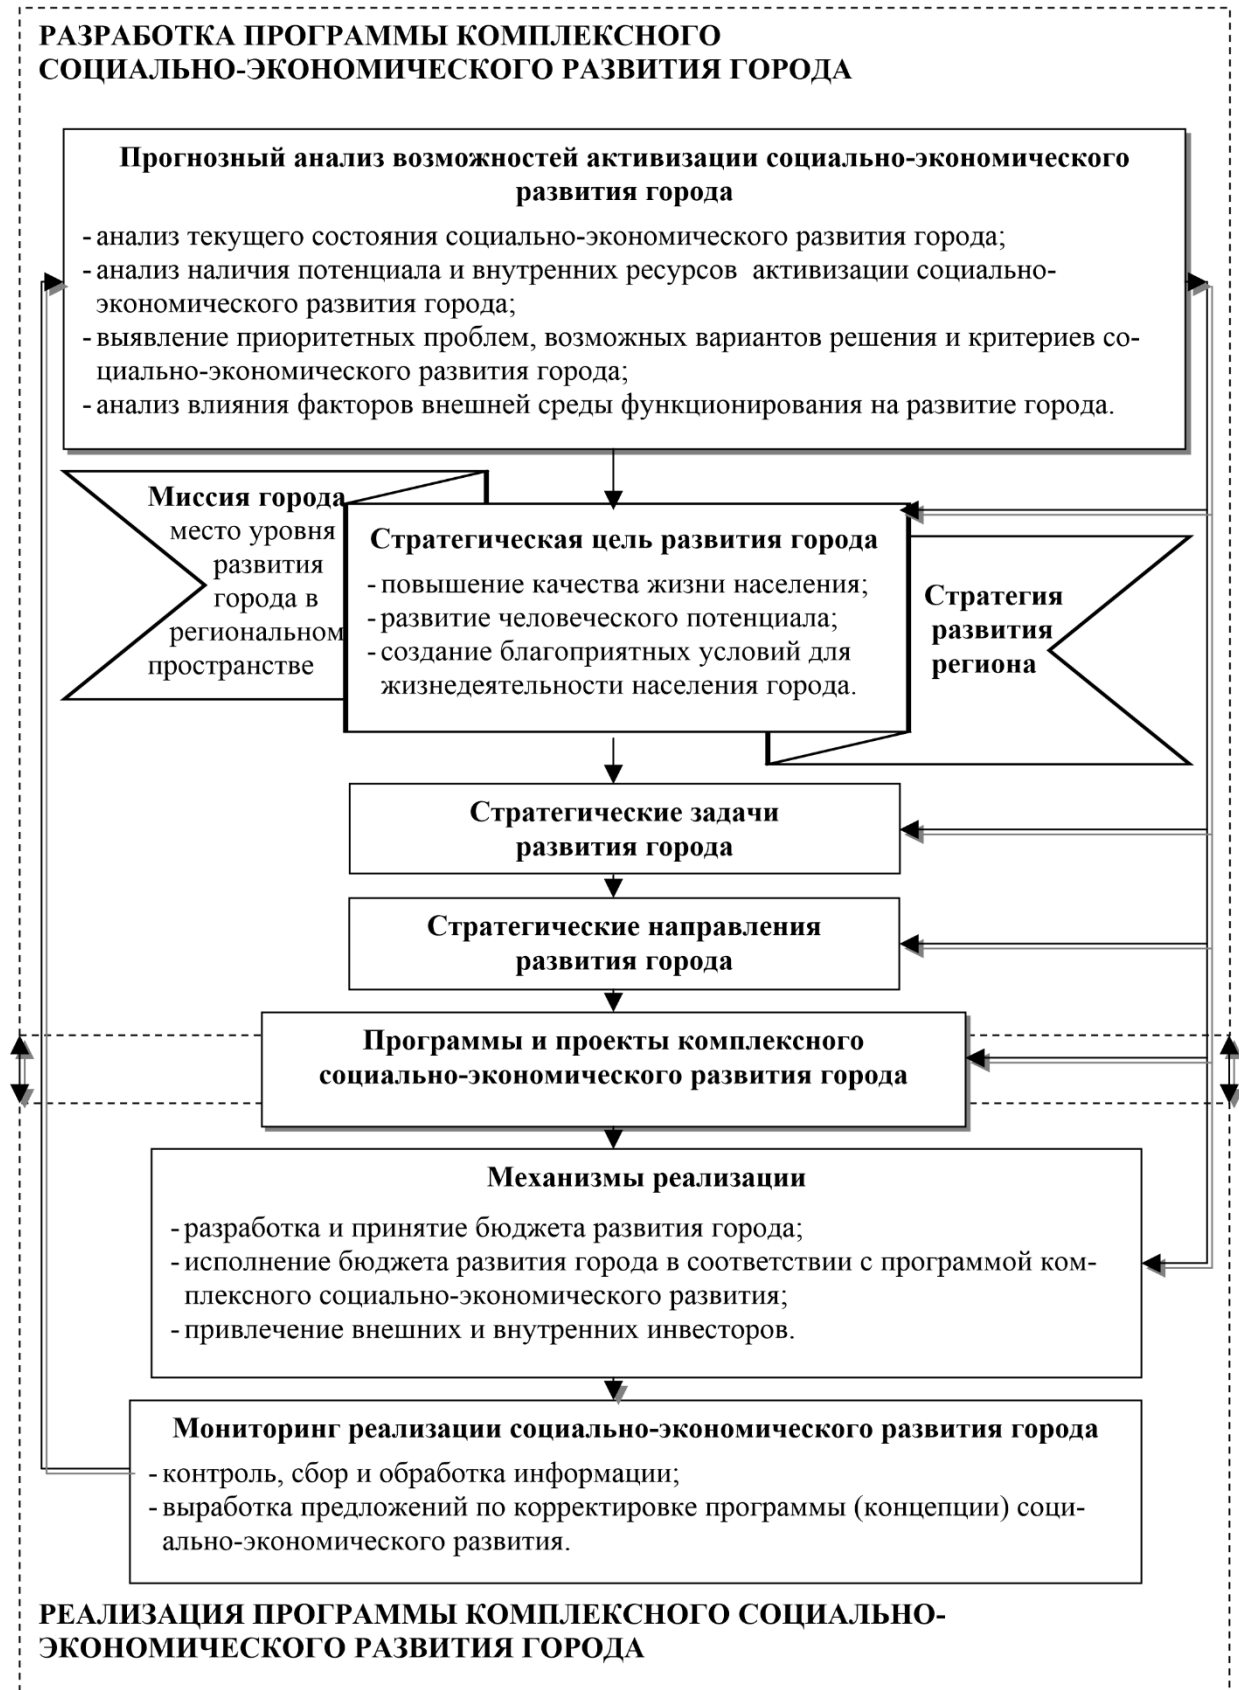 РАЗРАБОТКА ПРОГРАММЫ КОМПЛЕКСНОГО
СОЦИАЛЬНО-ЭКОНОМИЧЕСКОГО РАЗВИТИЯ ГОРОДА
Прогнозный анализ возможностей активизации социально-экономического
развития города
- анализ текущего состояния социально-экономического развития города;
- анализ наличия потенциала и внутренних ресурсов активизации социально-
экономического развития города;
- выявление приоритетных проблем, возможных вариантов решения и критериев со-
циально-экономического развития города;
- анализ влияния факторов внешней среды функционирования на развитие города.
Миссия города
место уровня
развития
города в
региональном
пространстве
Стратегическая цель развития города
- повышение качества жизни населения;
- развитие человеческого потенциала;
- создание благоприятных условий для
жизнедеятельности населения города.
Стратегия
развития
региона
Стратегические задачи
развития города
Стратегические направления
развития города
Программы и проекты комплексного
социально-экономического развития города
Механизмы реализации
- разработка и принятие бюджета развития города;
- исполнение бюджета развития города в соответствии с программой ком-
плексного социально-экономического развития;
- привлечение внешних и внутренних инвесторов.
Мониторинг реализации социально-экономического развития города
- контроль, сбор и обработка информации;
- выработка предложений по корректировке программы (концепции) соци-
ально-экономического развития.
РЕАЛИЗАЦИЯ ПРОГРАММЫ КОМПЛЕКСНОГО СОЦИАЛЬНО-
ЭКОНОМИЧЕСКОГО РАЗВИТИЯ ГОРОДА